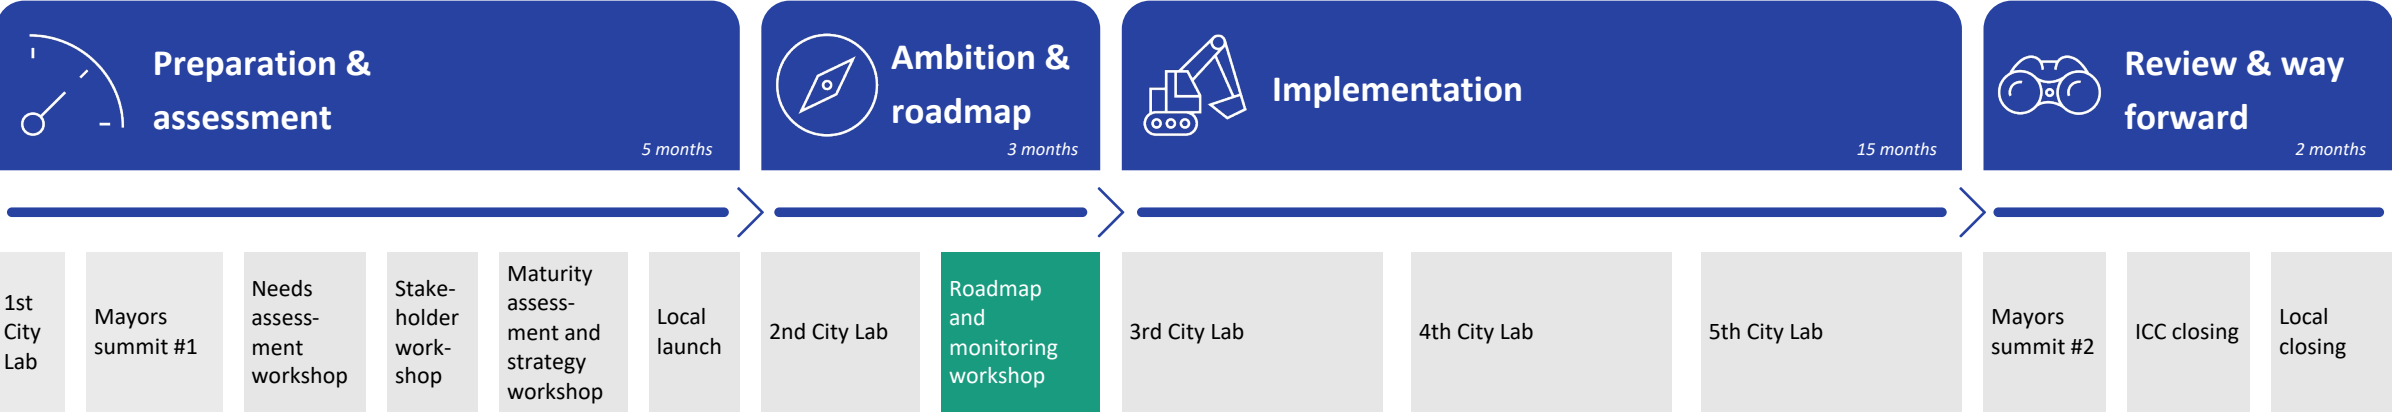 Preparation &
assessment
5 months
Ambition &
roadmap
3 months
Implementation
15 months
Review & way
forward
2 months
1st
City
Lab
Mayors
summit #1
Needs
assess-
ment
workshop
Stake-
holder
work-
shop
Maturity
assess-
ment and
strategy
workshop
Local
launch
2nd City Lab
Roadmap
and
monitoring
workshop
3rd City Lab
4th City Lab
5th City Lab
Mayors
summit #2
ICC closing
Local
closing